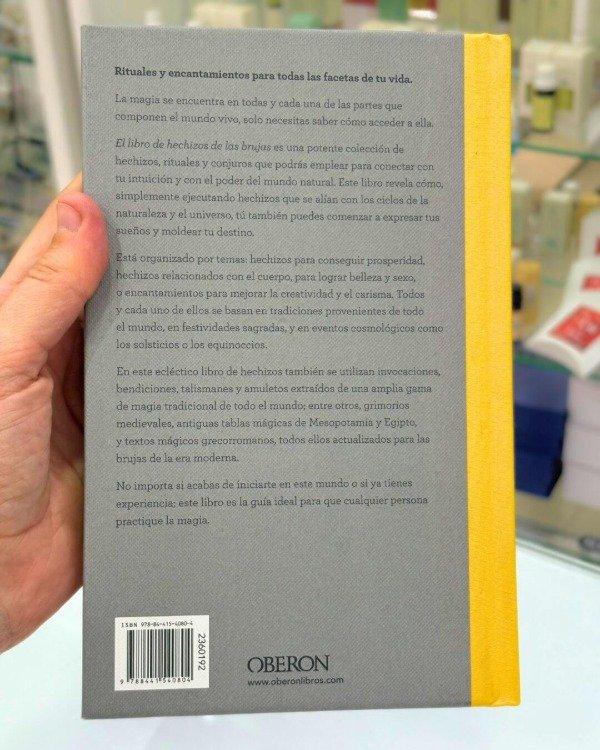 Rituales y encantamientos para todas las facetas de tu vida.
La magia se encuentra en todas y cada una de las partes que
componen el mundo vivo, solo necesitas saber cómo acceder a ella.
El libro de hechizos de las brujas es una potente colección de
hechizos, rituales y conjuros que podrás emplear para conectar con
tu intuición y con el poder del mundo natural. Este libro revela cómo,
simplemente ejecutando hechizos que se alían con los ciclos de la
naturaleza y el universo, tú también puedes comenzar a expresar tus
sueños y moldear tu destino.
Está organizado por temas: hechizos para conseguir prosperidad,
hechizos relacionados con el cuerpo, para lograr belleza y sexo,
o encantamientos para mejorar la creatividad y el carisma. Todos
y cada uno de ellos se basan en tradiciones provenientes de todo
el mundo, en festividades sagradas, y en eventos cosmológicos como
los solsticios o los equinoccios.
En este ecléctico libro de hechizos también se utilizan invocaciones,
bendiciones, talismanes y amuletos extraídos de una amplia gama
de magia tradicional de todo el mundo; entre otros, grimorios
medievales, antiguas tablas mágicas de Mesopotamia y Egipto,
y textos mágicos grecorromanos, todos ellos actualizados para las
brujas de la era moderna.
No importa si acabas de iniciarte en este mundo o si ya tienes
experiencia; este libro es la guía ideal para que cualquier persona
practique la magia.
ISBN 978-84-415-4080-4
2360192
9 788441 540804
OBERON
www.oberonlibros.com